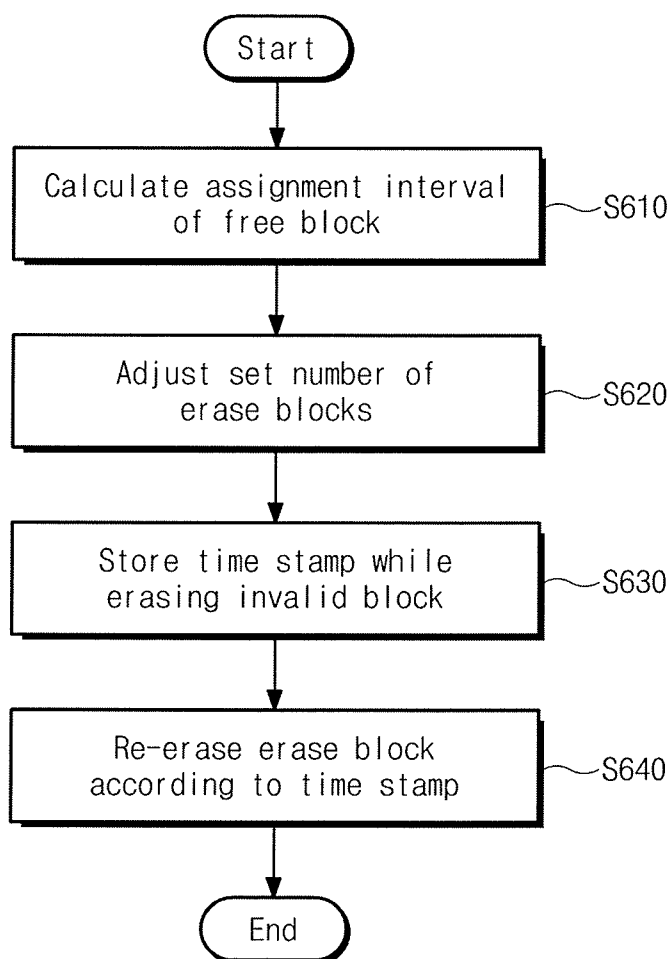 Start
Calculate assignment interval
of free block
S610
Adjust set number of
erase blocks
S620
Store time stamp while
erasing invalid block
S630
Re-erase erase block
according to time stamp
S640
End